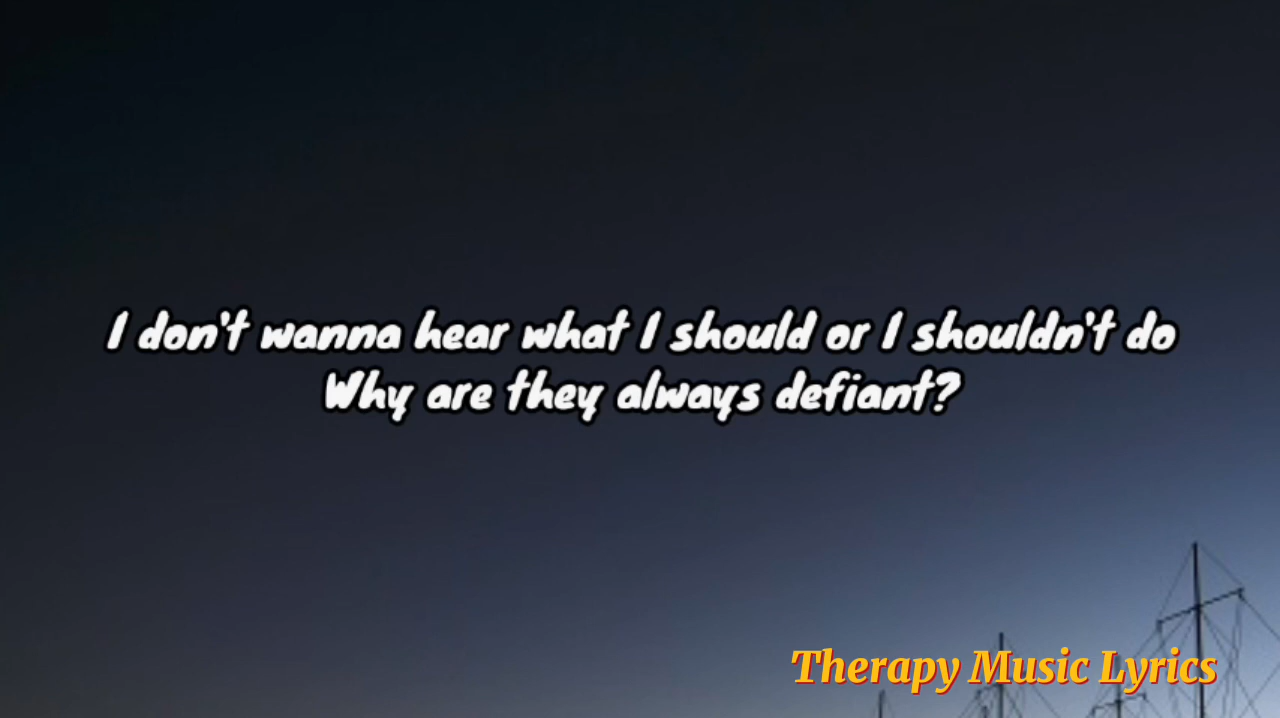 I don't wanna hear what I should or I shouldn't do
Why are they always defiant?
Therapy Music Lyrics